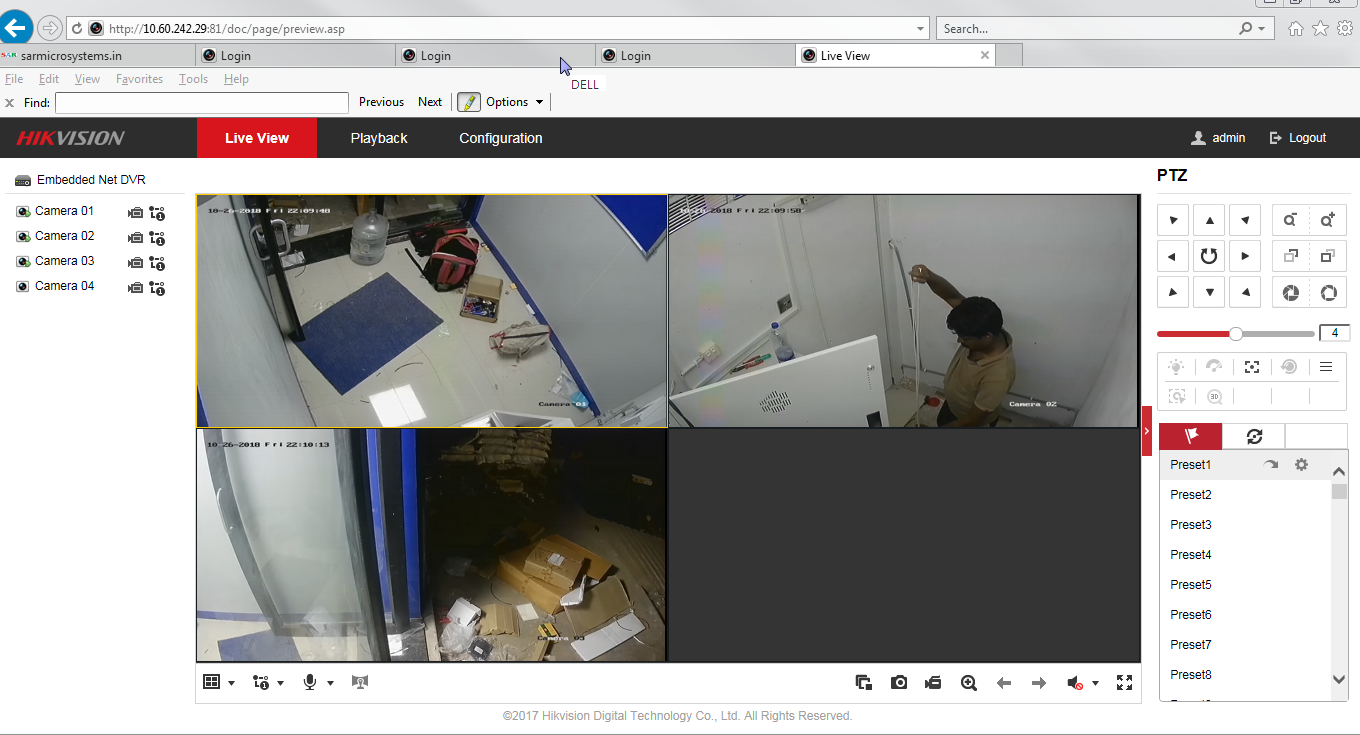 http://10.60.242.29:81/doc/page/preview.asp
Search...
SAR sarmicrosystems.in
Login
Login
Login
Live View
DELL
File Edit View Favorites Tools Help
Find: Previous Next Options
HIKVISION Live View Playback Configuration admin Logout
Embedded Net DVR
Camera 01
Camera 02
Camera 03
Camera 04
10-26-2018 Fri 22:09:48
Camera 01
10-26-2018 Fri 22:09:58
Camera 02
10-26-2018 Fri 22:10:13
Camera 03
PTZ
4
3D
Preset1
Preset2
Preset3
Preset4
Preset5
Preset6
Preset7
Preset8
©2017 Hikvision Digital Technology Co., Ltd. All Rights Reserved.